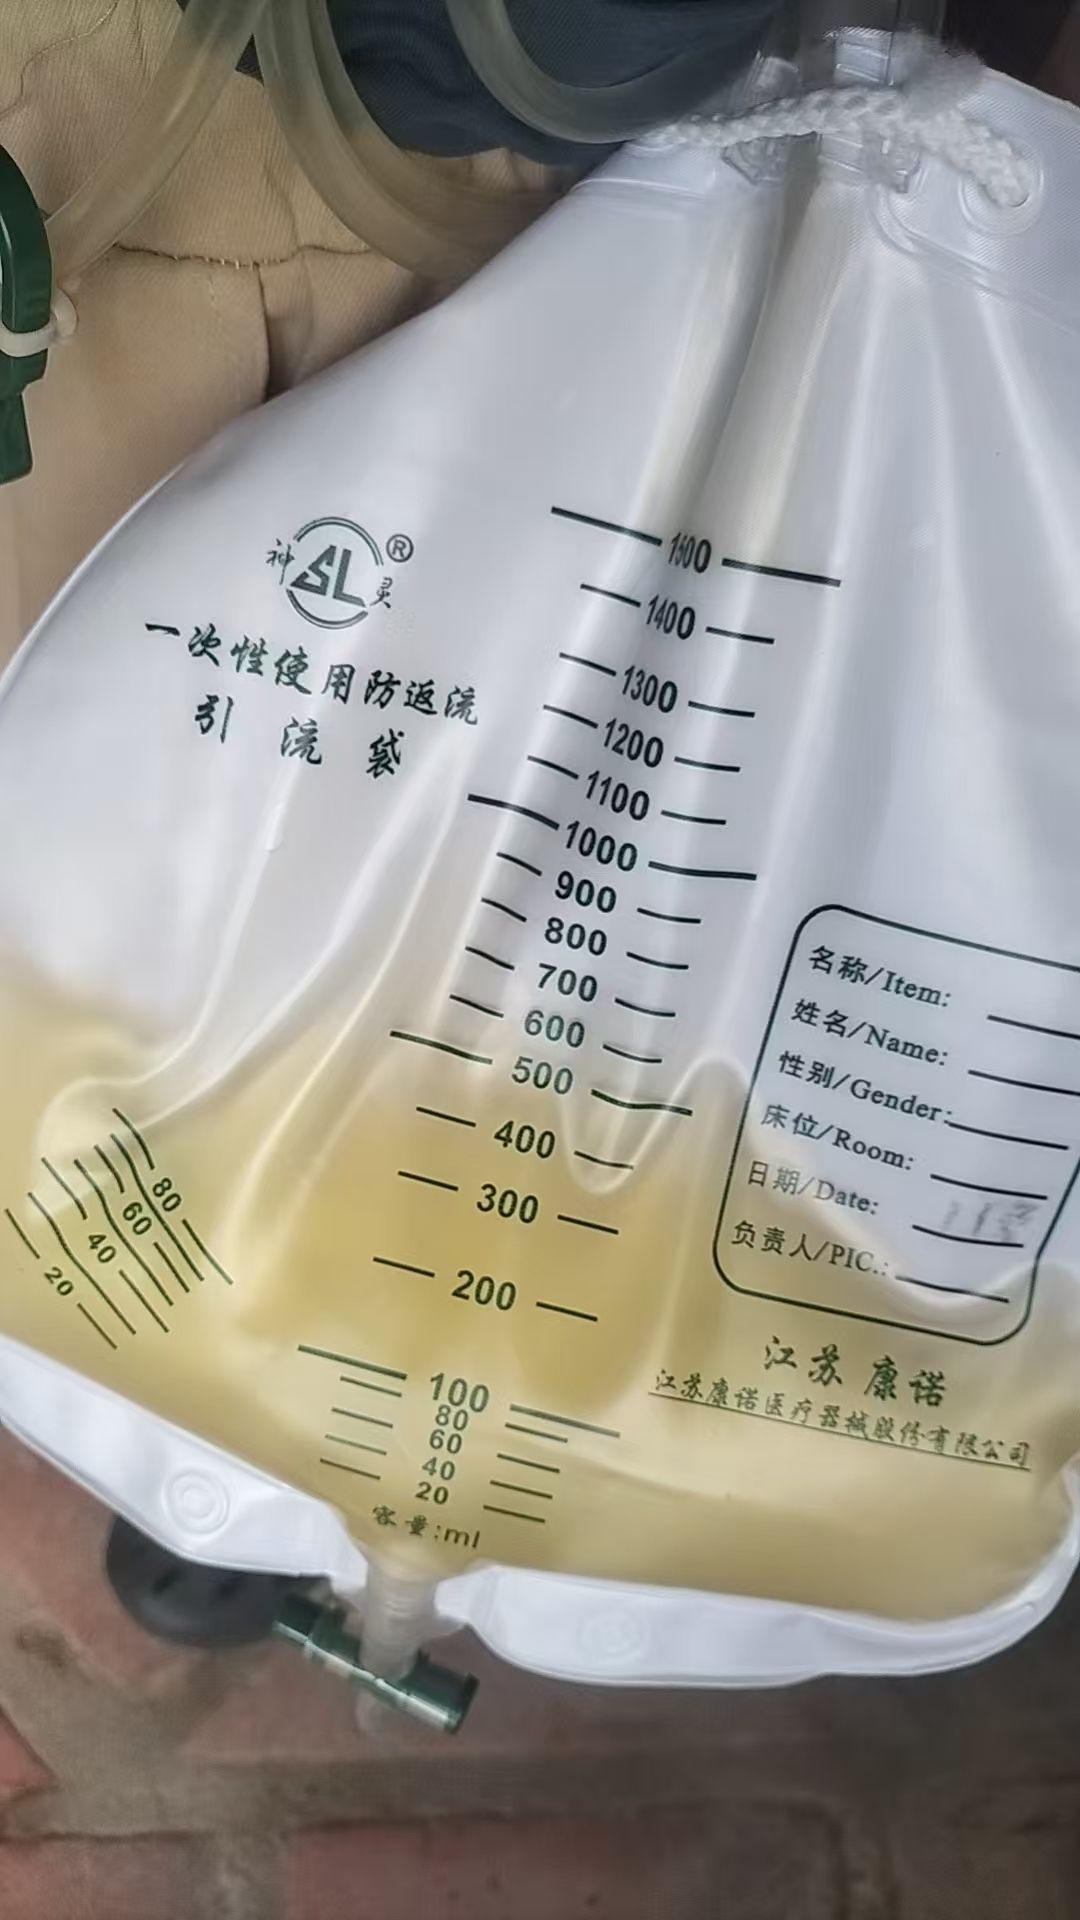 神SL灵®
一次性使用防返流
引 流 袋
1500
1400
1300
1200
1100
1000
900
800
700
600
500
400
300
200
100
80
60
40
20
容量:ml
80
60
40
20
名称/Item:
姓名/Name:
性别/Gender:
床位/Room:
日期/Date:
负责人/PIC.:
江苏康诺
江苏康诺医疗器械股份有限公司